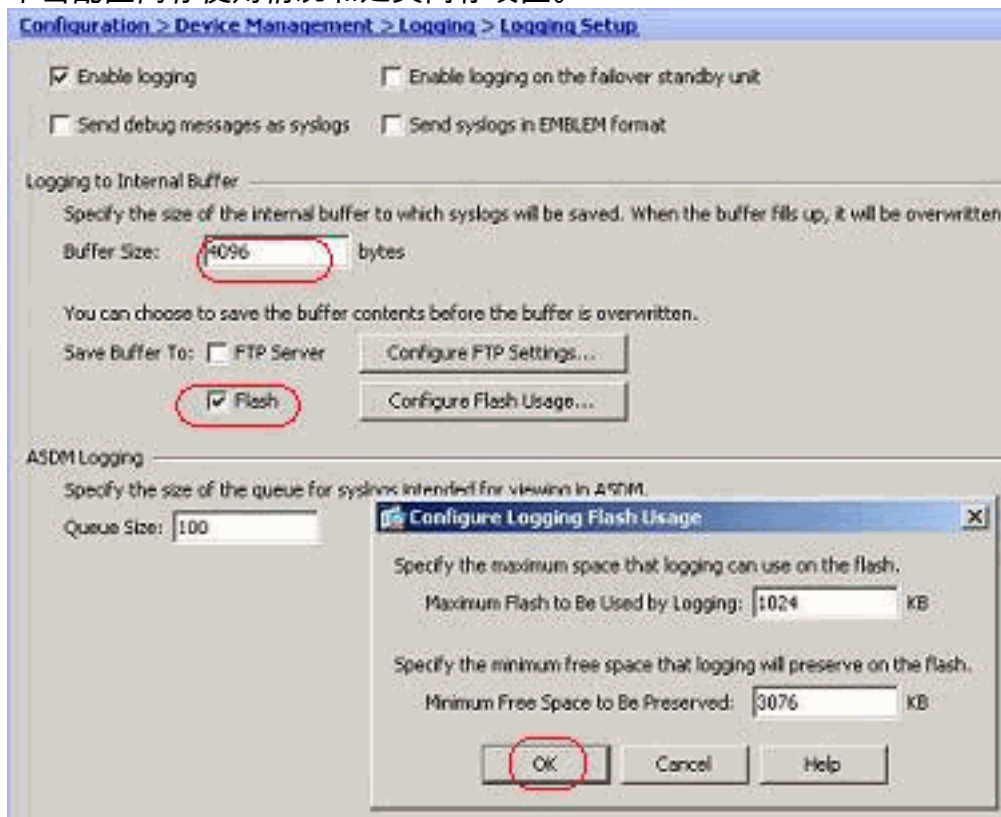 Configuration > Device Management > Logging > Logging Setup
Enable logging
Enable logging on the failover standby unit
Send debug messages as syslogs
Send syslogs in EMBLEM format
Logging to Internal Buffer
Specify the size of the internal buffer to which syslogs will be saved. When the buffer fills up, it will be overwritten
Buffer Size: 4096 bytes
You can choose to save the buffer contents before the buffer is overwritten.
Save Buffer To: FTP Server Configure FTP Settings...
Flash Configure Flash Usage...
ASDM Logging
Specify the size of the queue for syslogs intended for viewing in ASDM.
Queue Size: 100
Configure Logging Flash Usage
Specify the maximum space that logging can use on the flash.
Maximum Flash to Be Used by Logging: 1024 KB
Specify the minimum free space that logging will preserve on the flash.
Minimum Free Space to Be Preserved: 3076 KB
OK Cancel Help